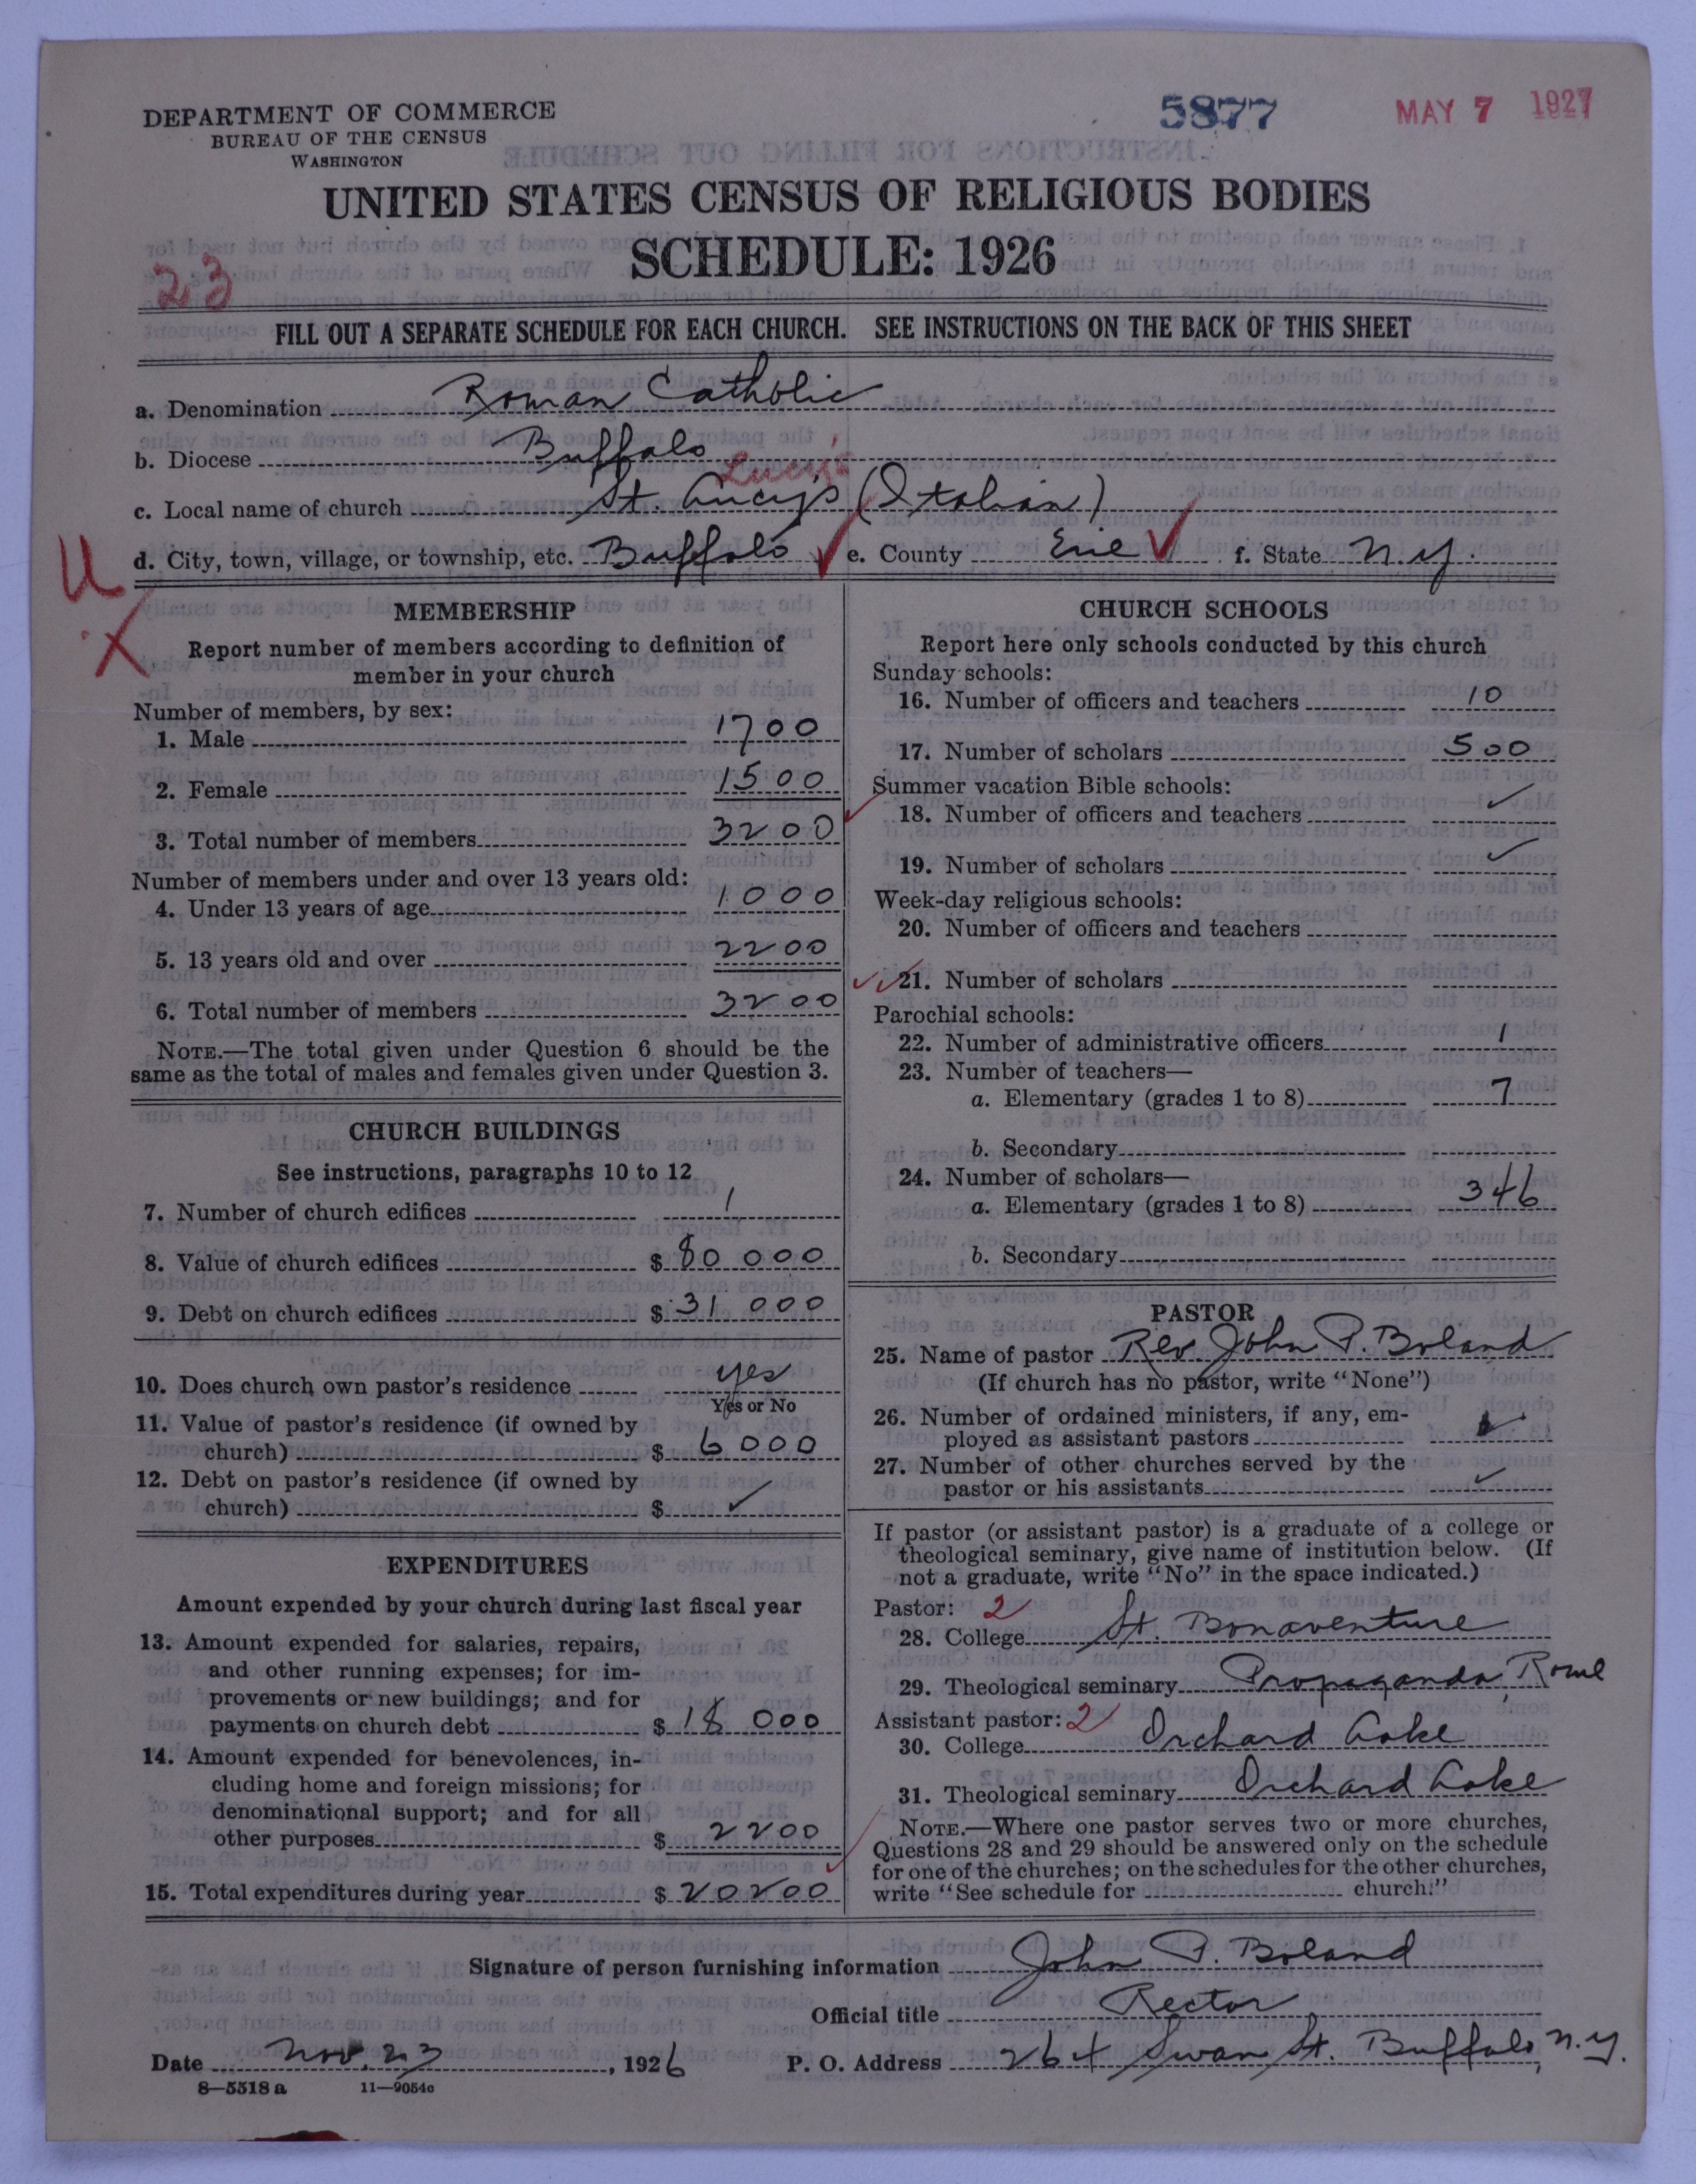 DEPARTMENT OF COMMERCE
BUREAU OF THE CENSUS
WASHINGTON
5877
MAY 7 1927
UNITED STATES CENSUS OF RELIGIOUS BODIES
SCHEDULE: 1926
23
FILL OUT A SEPARATE SCHEDULE FOR EACH CHURCH. SEE INSTRUCTIONS ON THE BACK OF THIS SHEET
a. Denomination Roman Catholic
b. Diocese Buffalo
Lucy's
c. Local name of church St. Lucy's (Italian)
U
d. City, town, village, or township, etc. Buffalo ✓ e. County Erie ✓ f. State N.Y.
X
MEMBERSHIP
Report number of members according to definition of
member in your church
Number of members, by sex:
1. Male 1700
2. Female 1500
3. Total number of members 3200 ✓
Number of members under and over 13 years old:
4. Under 13 years of age 1000
5. 13 years old and over 2200
6. Total number of members 3200
NOTE.—The total given under Question 6 should be the
same as the total of males and females given under Question 3.
CHURCH BUILDINGS
See instructions, paragraphs 10 to 12
7. Number of church edifices 1
8. Value of church edifices $ 80 000
9. Debt on church edifices $ 31 000
10. Does church own pastor's residence yes
Yes or No
11. Value of pastor's residence (if owned by
church) $ 6000
12. Debt on pastor's residence (if owned by
church) $ ✓
EXPENDITURES
Amount expended by your church during last fiscal year
13. Amount expended for salaries, repairs,
and other running expenses; for im-
provements or new buildings; and for
payments on church debt $ 18 000
14. Amount expended for benevolences, in-
cluding home and foreign missions; for
denominational support; and for all
other purposes $ 2200
15. Total expenditures during year $ 20200 ✓
CHURCH SCHOOLS
Report here only schools conducted by this church
Sunday schools:
16. Number of officers and teachers 10
17. Number of scholars 500
Summer vacation Bible schools:
18. Number of officers and teachers ✓
19. Number of scholars ✓
Week-day religious schools:
20. Number of officers and teachers
✓✓ 21. Number of scholars
Parochial schools:
22. Number of administrative officers 1
23. Number of teachers—
a. Elementary (grades 1 to 8) 7
b. Secondary
24. Number of scholars—
a. Elementary (grades 1 to 8) 346
b. Secondary
PASTOR
25. Name of pastor Rev John P. Boland
(If church has no pastor, write "None")
26. Number of ordained ministers, if any, em-
ployed as assistant pastors
27. Number of other churches served by the
pastor or his assistants ✓
If pastor (or assistant pastor) is a graduate of a college or
theological seminary, give name of institution below. (If
not a graduate, write "No" in the space indicated.)
Pastor: 2
28. College St. Bonaventure
29. Theological seminary Propaganda, Rome
Assistant pastor: 2
30. College Orchard Lake
31. Theological seminary Orchard Lake
NOTE.—Where one pastor serves two or more churches,
Questions 28 and 29 should be answered only on the schedule
for one of the churches; on the schedules for the other churches,
write "See schedule for church."
Signature of person furnishing information John P. Boland
Official title Rector
Date Nov. 23, 1926 P. O. Address 264 Swan St. Buffalo, N.Y.
8—5518 a 11—9054c